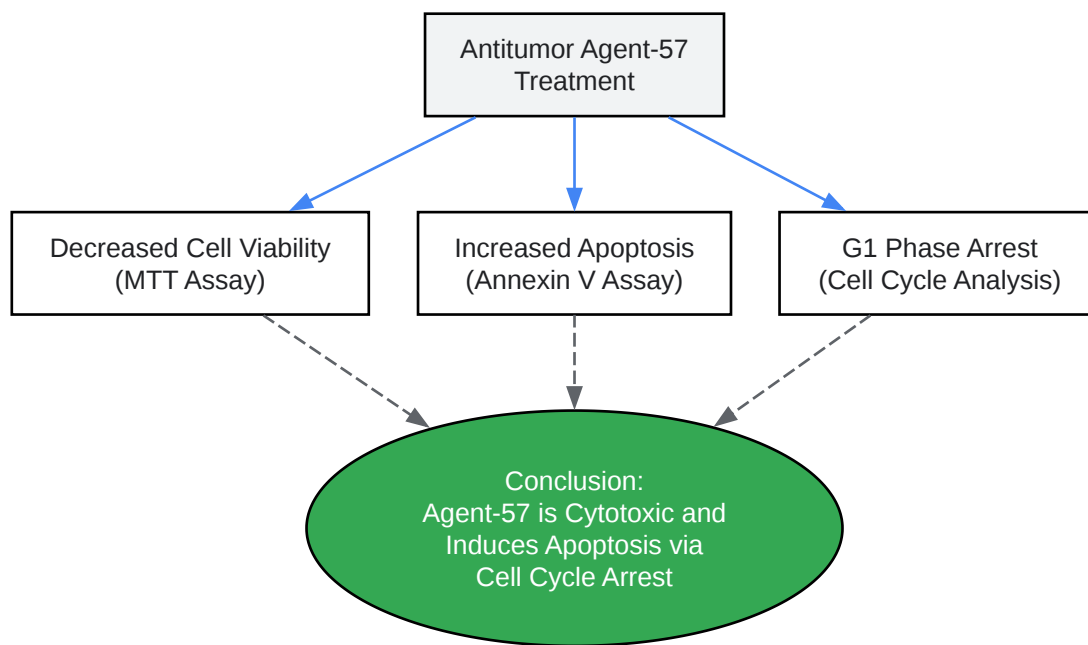 Antitumor Agent-57
Treatment
Decreased Cell Viability
(MTT Assay)
Increased Apoptosis
(Annexin V Assay)
G1 Phase Arrest
(Cell Cycle Analysis)
Conclusion:
Agent-57 is Cytotoxic and
Induces Apoptosis via
Cell Cycle Arrest